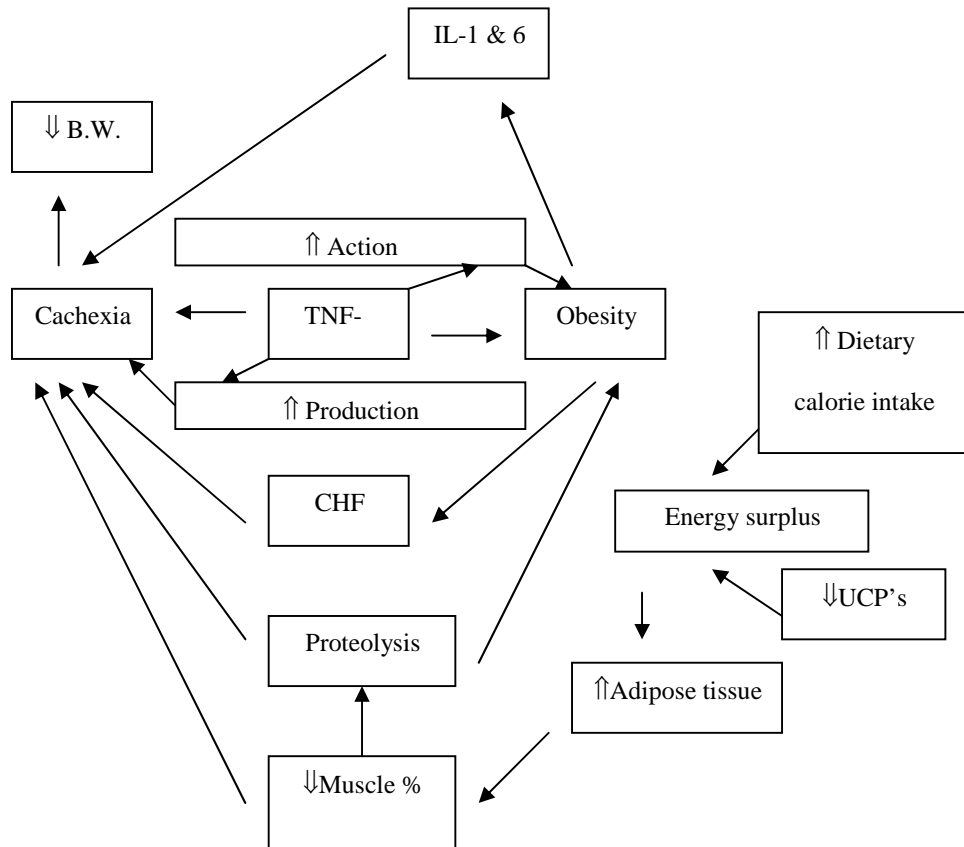 IL-1 & 6
⇓ B.W.
⇑ Action
Cachexia
TNF-
Obesity
⇑ Dietary
calorie intake
⇑ Production
CHF
Energy surplus
⇓UCP’s
Proteolysis
⇑Adipose tissue
⇓Muscle %